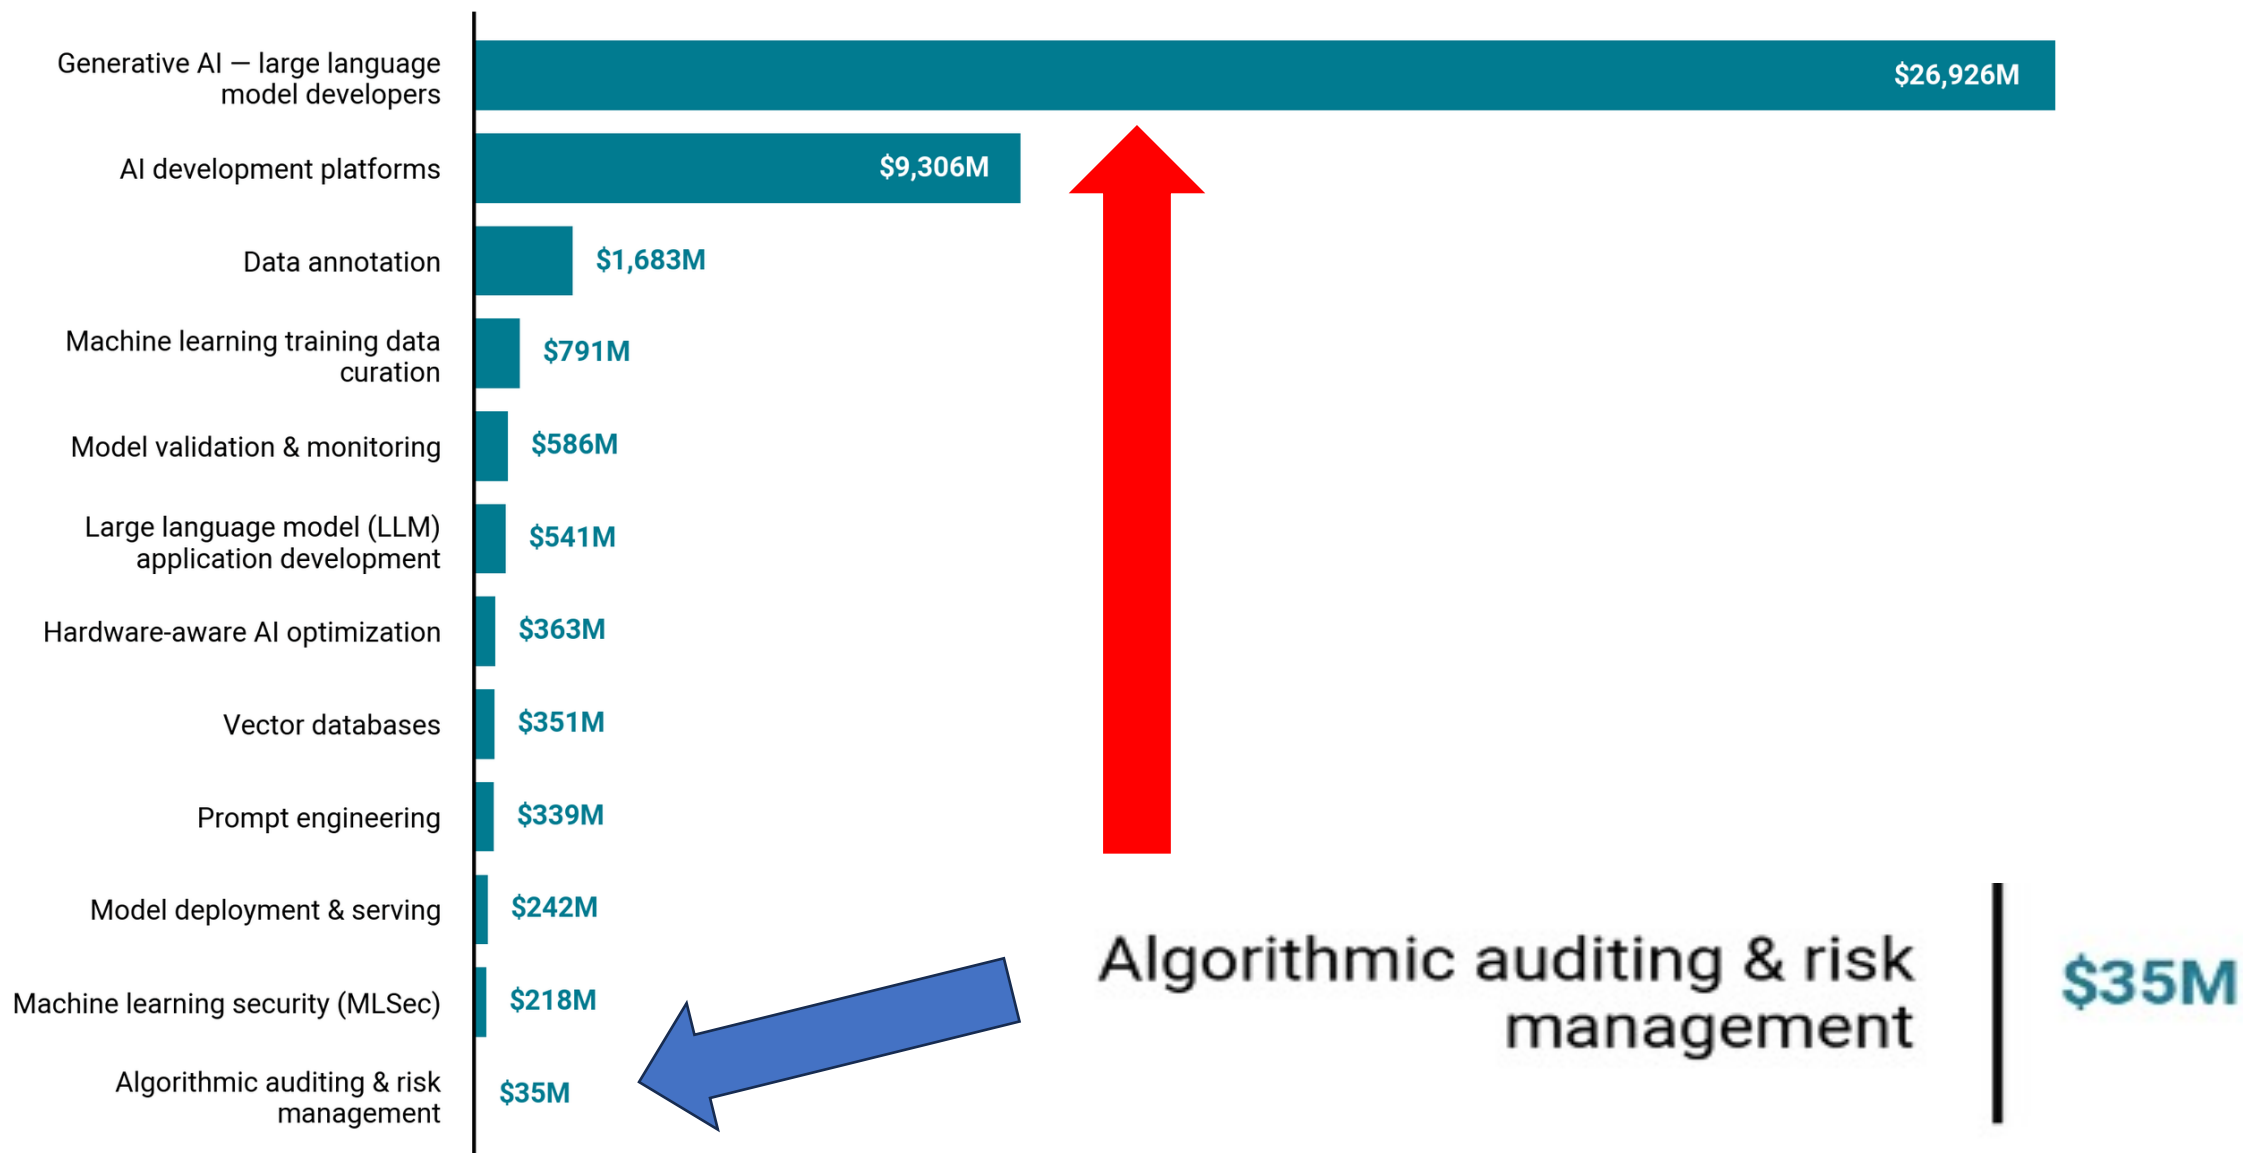 Generative AI — large language
model developers
$26,926M
AI development platforms
$9,306M
Data annotation
$1,683M
Machine learning training data
curation
$791M
Model validation & monitoring
$586M
Large language model (LLM)
application development
$541M
Hardware-aware AI optimization
$363M
Vector databases
$351M
Prompt engineering
$339M
Model deployment & serving
$242M
Machine learning security (MLSec)
$218M
Algorithmic auditing & risk
management
$35M
Algorithmic auditing & risk
management
$35M